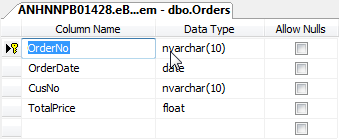 ANHNNPB01428.eB...em - dbo.Orders
Column Name Data Type Allow Nulls
OrderNo nvarchar(10)
OrderDate date
CusNo nvarchar(10)
TotalPrice float